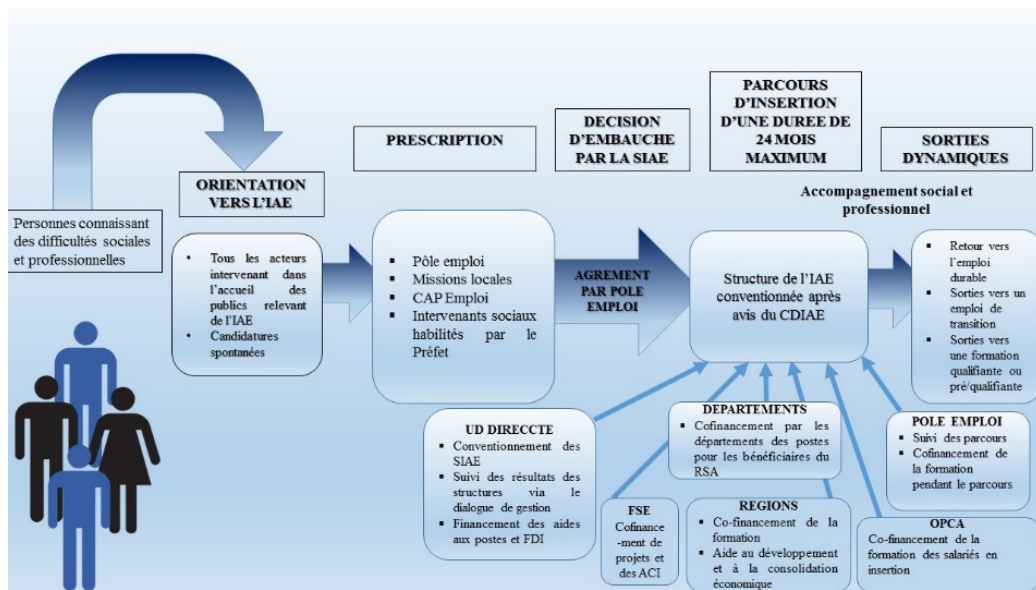 PRESCRIPTION
DECISION
D'EMBAUCHE
PAR LA SIAE
PARCOURS
D'INSERTION
D'UNE DUREE DE
24 MOIS
MAXIMUM
SORTIES
DYNAMIQUES
ORIENTATION
VERS L'IAE
Accompagnement social et
professionnel
Personnes connaissant
des difficultés sociales
et professionnelles
• Tous les acteurs
intervenant dans
l'accueil des
publics relevant
de l'IAE
• Candidatures
spontanées
▪ Pôle emploi
▪ Missions locales
▪ CAP Emploi
▪ Intervenants sociaux
habilités par le
Préfet
AGREMENT
PAR POLE
EMPLOI
Structure de l'IAE
conventionnée après
avis du CDIAE
▪ Retour vers
l'emploi
durable
▪ Sorties vers un
emploi de
transition
▪ Sorties vers
une formation
qualifiante ou
pré/qualifiante
UD DIRECCTE
▪ Conventionnement des
SIAE
▪ Suivi des résultats des
structures via le
dialogue de gestion
▪ Financement des aides
aux postes et FDI
DEPARTEMENTS
▪ Cofinancement par les
départements des postes
pour les bénéficiaires du
RSA
POLE EMPLOI
▪ Suivi des parcours
▪ Cofinancement de
la formation
pendant le parcours
FSE
Cofinance
-ment de
projets et
des ACI
REGIONS
▪ Co-financement de la
formation
▪ Aide au développement
et à la consolidation
économique
OPCA
Co-financement de la
formation des salariés en
insertion